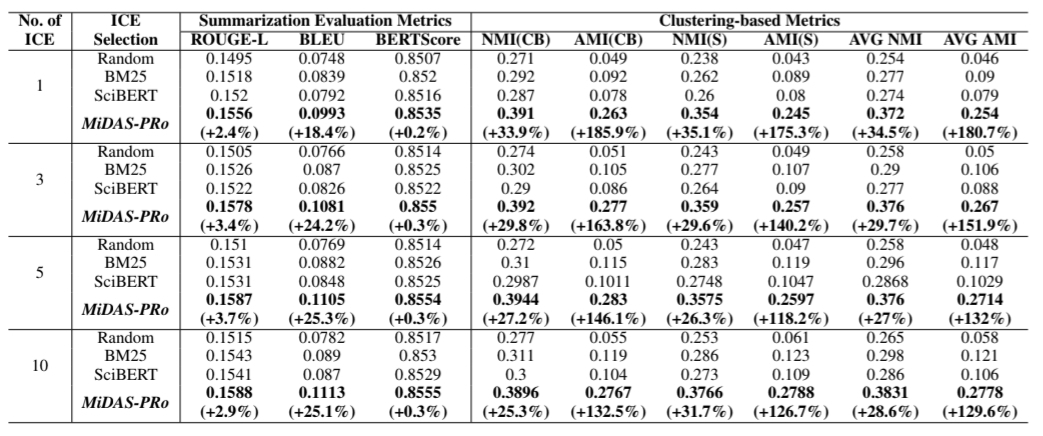 No. of ICE Summarization Evaluation Metrics Clustering-based Metrics
ICE Selection ROUGE-L BLEU BERTScore NMI(CB) AMI(CB) NMI(S) AMI(S) AVG NMI AVG AMI
Random 0.1495 0.0748 0.8507 0.271 0.049 0.238 0.043 0.254 0.046
BM25 0.1518 0.0839 0.852 0.292 0.092 0.262 0.089 0.277 0.09
1
SciBERT 0.152 0.0792 0.8516 0.287 0.078 0.26 0.08 0.274 0.079
MiDAS-PRo 0.1556 0.0993 0.8535 0.391 0.263 0.354 0.245 0.372 0.254
(+2.4%) (+18.4%) (+0.2%) (+33.9%) (+185.9%) (+35.1%) (+175.3%) (+34.5%) (+180.7%)
Random 0.1505 0.0766 0.8514 0.274 0.051 0.243 0.049 0.258 0.05
BM25 0.1526 0.087 0.8525 0.302 0.105 0.277 0.107 0.29 0.106
3
SciBERT 0.1522 0.0826 0.8522 0.29 0.086 0.264 0.09 0.277 0.088
MiDAS-PRo 0.1578 0.1081 0.855 0.392 0.277 0.359 0.257 0.376 0.267
(+3.4%) (+24.2%) (+0.3%) (+29.8%) (+163.8%) (+29.6%) (+140.2%) (+29.7%) (+151.9%)
Random 0.151 0.0769 0.8514 0.272 0.05 0.243 0.047 0.258 0.048
BM25 0.1531 0.0882 0.8526 0.31 0.115 0.283 0.119 0.296 0.117
5
SciBERT 0.1531 0.0848 0.8525 0.2987 0.1011 0.2748 0.1047 0.2868 0.1029
MiDAS-PRo 0.1587 0.1105 0.8554 0.3944 0.283 0.3575 0.2597 0.376 0.2714
(+3.7%) (+25.3%) (+0.3%) (+27.2%) (+146.1%) (+26.3%) (+118.2%) (+27%) (+132%)
Random 0.1515 0.0782 0.8517 0.277 0.055 0.253 0.061 0.265 0.058
BM25 0.1543 0.089 0.853 0.311 0.119 0.286 0.123 0.298 0.121
10
SciBERT 0.1541 0.087 0.8529 0.3 0.104 0.273 0.109 0.286 0.106
MiDAS-PRo 0.1588 0.1113 0.8555 0.3896 0.2767 0.3766 0.2788 0.3831 0.2778
(+2.9%) (+25.1%) (+0.3%) (+25.3%) (+132.5%) (+31.7%) (+126.7%) (+28.6%) (+129.6%)